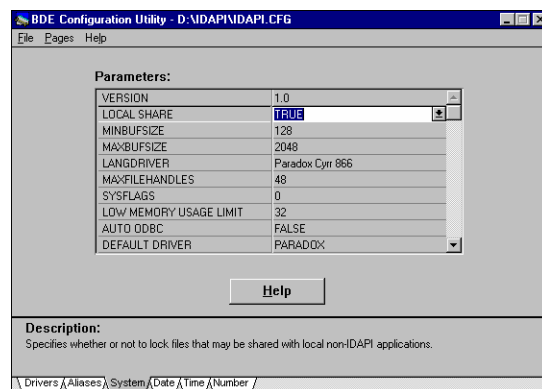 BDE Configuration Utility - D:\IDAPI\IDAPI.CFG
File Pages Help
Parameters:
VERSION 1.0
LOCAL SHARE TRUE
MINBUFSIZE 128
MAXBUFSIZE 2048
LANGDRIVER Paradox Cyrr 866
MAXFILEHANDLES 48
SYSFLAGS 0
LOW MEMORY USAGE LIMIT 32
AUTO ODBC FALSE
DEFAULT DRIVER PARADOX
Help
Description:
Specifies whether or not to lock files that may be shared with local non-IDAPI applications.
Drivers Aliases System Date Time Number